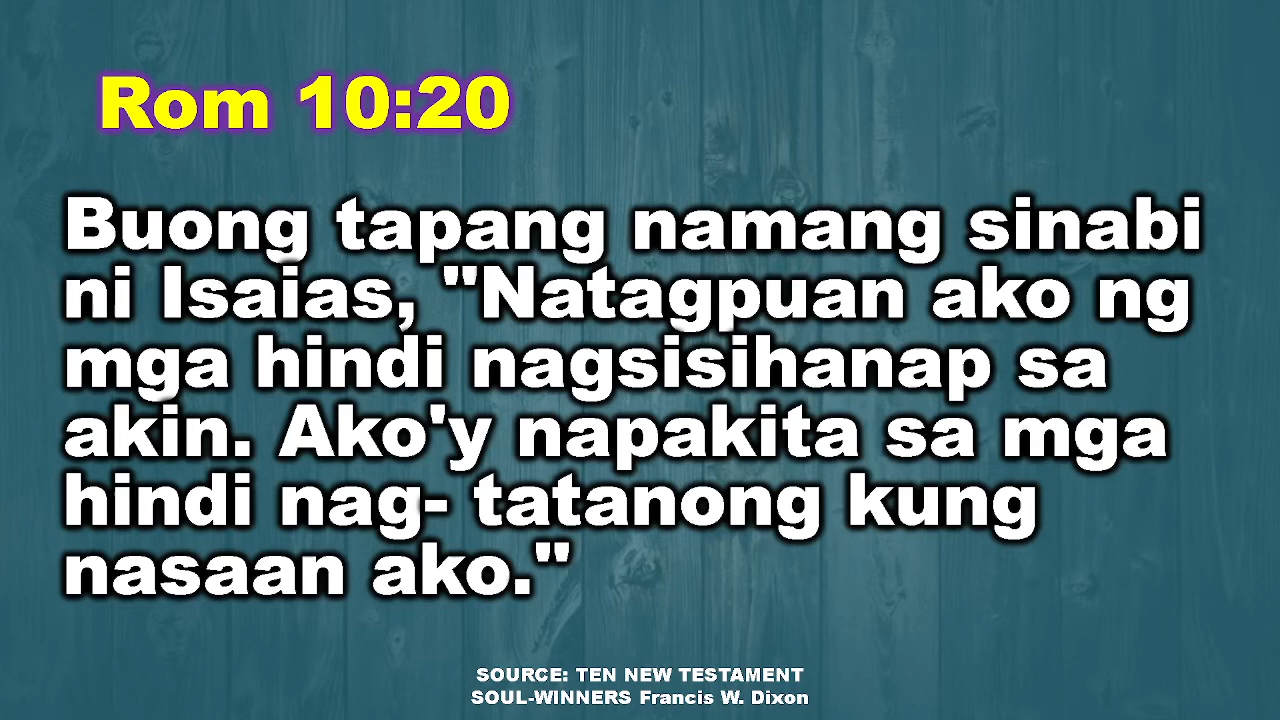 Rom 10:20
Buong tapang namang sinabi
ni Isaias, "Natagpuan ako ng
mga hindi nagsisihanap sa
akin. Ako'y napakita sa mga
hindi nag- tatanong kung
nasaan ako."
SOURCE: TEN NEW TESTAMENT
SOUL-WINNERS Francis W. Dixon